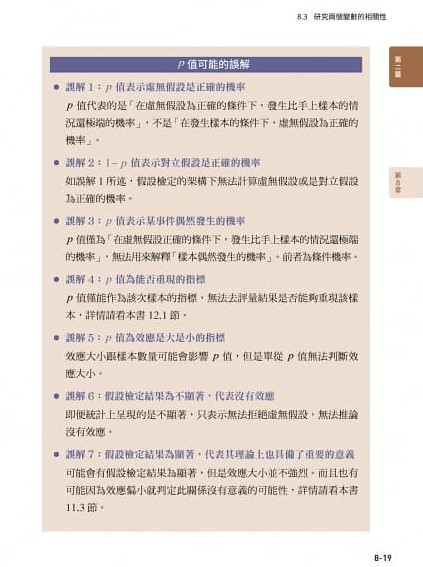 8.3 研究兩個變數的相關性
第二篇
第8章
p 值可能的誤解
● 誤解 1：p 值表示虛無假設是正確的機率
p 值代表的是「在虛無假設為正確的條件下，發生比手上樣本的情
況還極端的機率」，不是「在發生樣本的條件下，虛無假設為正確的
機率」。
● 誤解 2：1－p 值表示對立假設是正確的機率
如誤解 1 所述，假設檢定的架構下無法計算虛無假設或是對立假設
為正確的機率。
● 誤解 3：p 值表示某事件偶然發生的機率
p 值僅為「在虛無假設正確的條件下，發生比手上樣本的情況還極端
的機率」，無法用來解釋「樣本偶然發生的機率」。前者為條件機率。
● 誤解 4：p 值為能否重現的指標
p 值僅能作為該次樣本的指標，無法去評量結果是否能夠重現該樣
本，詳情請看本書 12.1 節。
● 誤解 5：p 值為效應是大是小的指標
效應大小跟樣本數量可能會影響 p 值，但是單從 p 值無法判斷效
應大小。
● 誤解 6：假設檢定結果為不顯著，代表沒有效應
即便統計上呈現的是不顯著，只表示無法拒絕虛無假設，無法推論
沒有效應。
● 誤解 7：假設檢定結果為顯著，代表其理論上也具備了重要的意義
可能會有假設檢定結果為顯著，但是效應大小並不強烈。而且也有
可能因為效應偏小就判定此關係沒有意義的可能性，詳情請看本書
11.3 節。
8-19